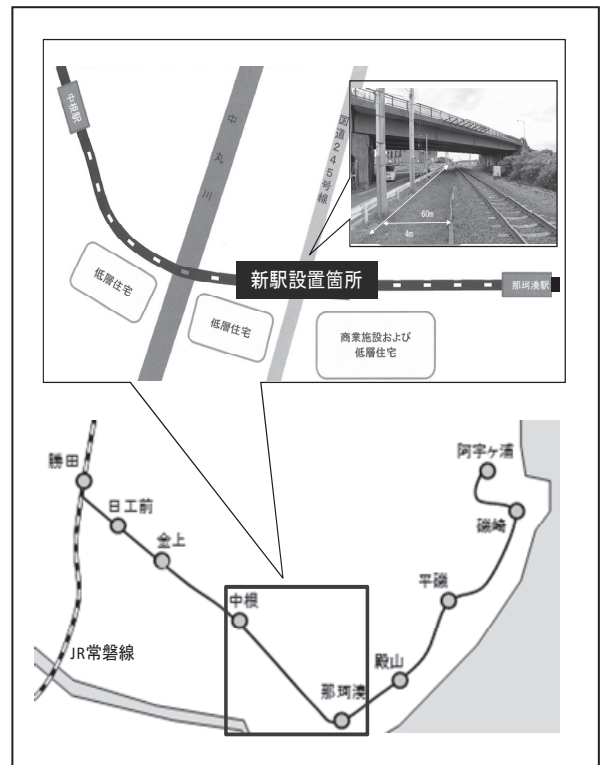 中根駅
中丸川
国道245号線
60m
4m
新駅設置箇所
那珂湊駅
低層住宅
低層住宅
商業施設および
低層住宅
阿字ヶ浦
勝田
磯崎
日工前
金上
平磯
中根
JR常磐線
殿山
那珂湊